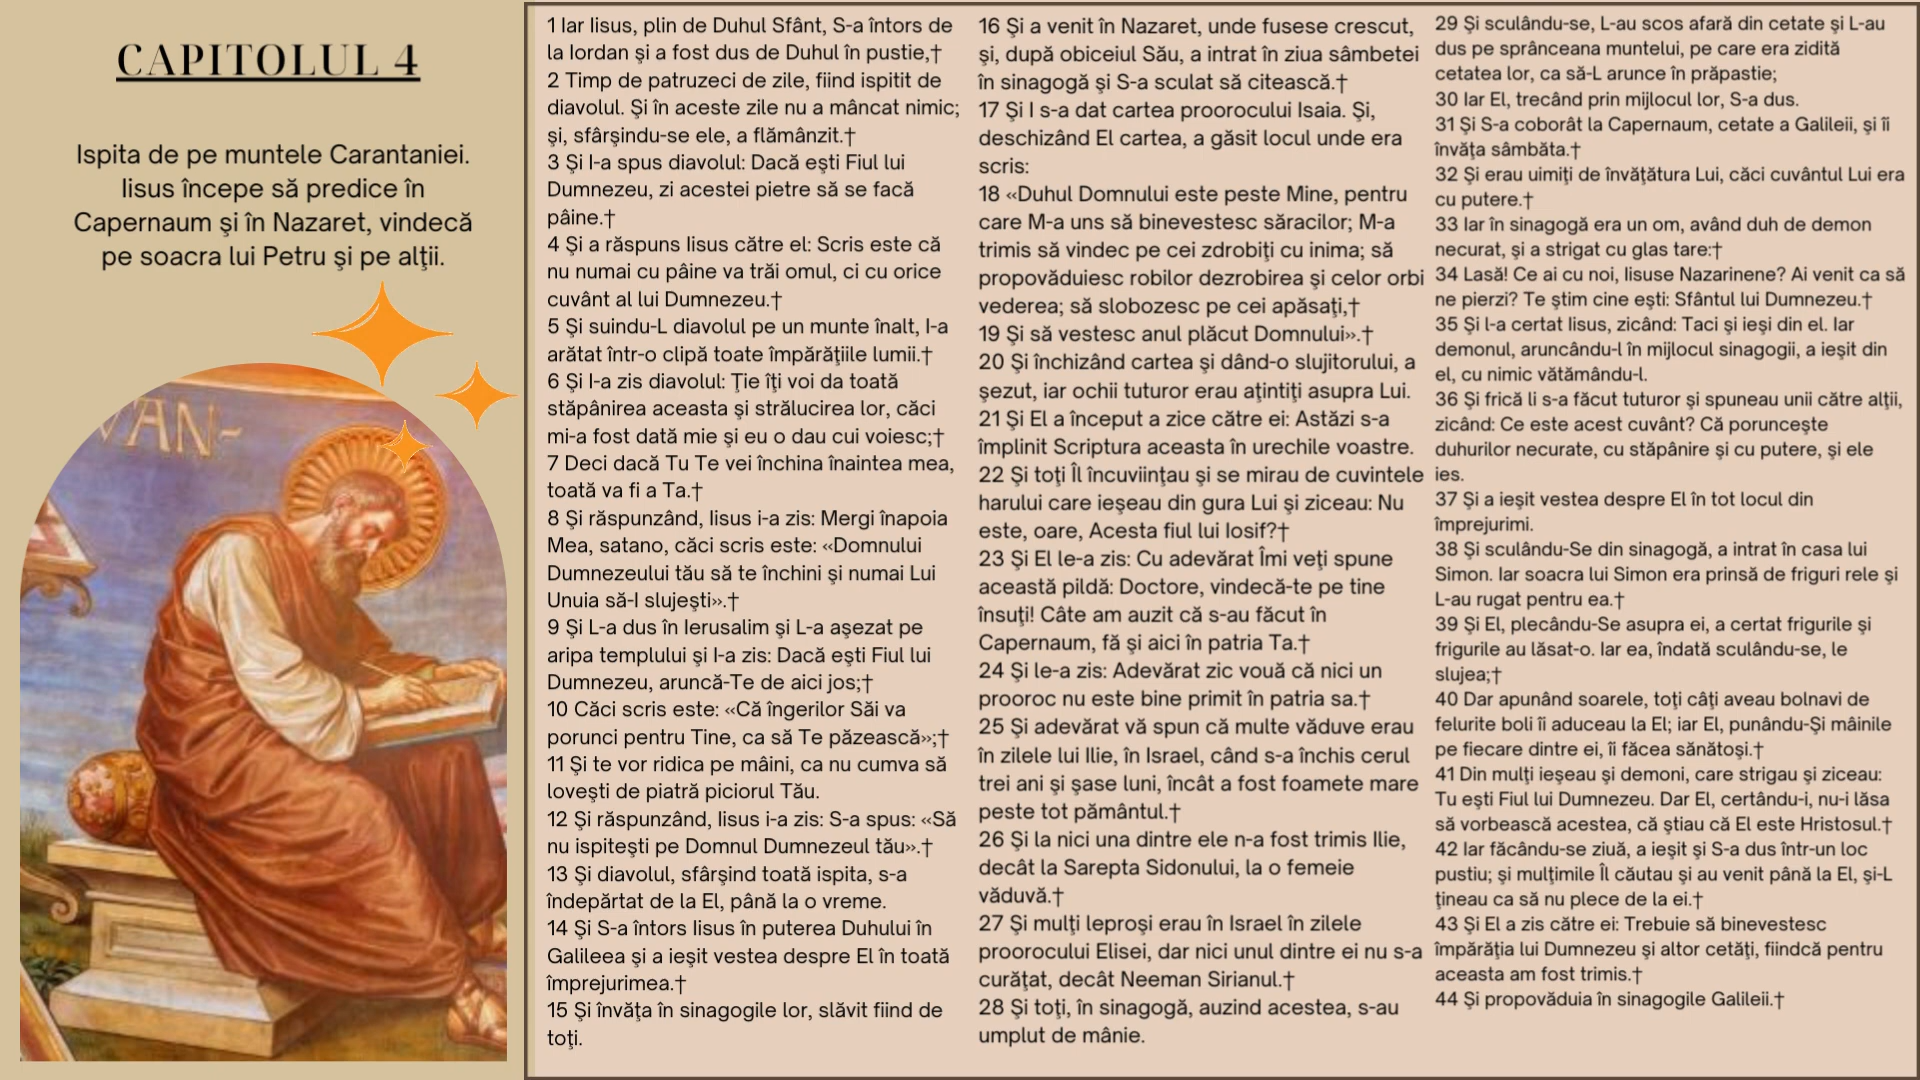 CAPITOLUL 4
Ispita de pe muntele Carantaniei.
Iisus începe să predice în
Capernaum şi în Nazaret, vindecă
pe soacra lui Petru şi pe alţii.
VAN-
1 Iar Iisus, plin de Duhul Sfânt, S-a întors de
la Iordan şi a fost dus de Duhul în pustie,†
2 Timp de patruzeci de zile, fiind ispitit de
diavolul. Şi în aceste zile nu a mâncat nimic;
şi, sfârşindu-se ele, a flămânzit.†
3 Şi I-a spus diavolul: Dacă eşti Fiul lui
Dumnezeu, zi acestei pietre să se facă
pâine.†
4 Şi a răspuns Iisus către el: Scris este că
nu numai cu pâine va trăi omul, ci cu orice
cuvânt al lui Dumnezeu.†
5 Şi suindu-L diavolul pe un munte înalt, I-a
arătat într-o clipă toate împărăţiile lumii.†
6 Şi I-a zis diavolul: Ţie îţi voi da toată
stăpânirea aceasta şi strălucirea lor, căci
mi-a fost dată mie şi eu o dau cui voiesc;†
7 Deci dacă Tu Te vei închina înaintea mea,
toată va fi a Ta.†
8 Şi răspunzând, Iisus i-a zis: Mergi înapoia
Mea, satano, căci scris este: «Domnului
Dumnezeului tău să te închini şi numai Lui
Unuia să-I slujeşti».†
9 Şi L-a dus în Ierusalim şi L-a aşezat pe
aripa templului şi I-a zis: Dacă eşti Fiul lui
Dumnezeu, aruncă-Te de aici jos;†
10 Căci scris este: «Că îngerilor Săi va
porunci pentru Tine, ca să Te păzească»;†
11 Şi te vor ridica pe mâini, ca nu cumva să
loveşti de piatră piciorul Tău.
12 Şi răspunzând, Iisus i-a zis: S-a spus: «Să
nu ispiteşti pe Domnul Dumnezeul tău».†
13 Şi diavolul, sfârşind toată ispita, s-a
îndepărtat de la El, până la o vreme.
14 Şi S-a întors Iisus în puterea Duhului în
Galileea şi a ieşit vestea despre El în toată
împrejurimea.†
15 Şi învăţa în sinagogile lor, slăvit fiind de
toţi.
16 Şi a venit în Nazaret, unde fusese crescut,
şi, după obiceiul Său, a intrat în ziua sâmbetei
în sinagogă şi S-a sculat să citească.†
17 Şi I s-a dat cartea proorocului Isaia. Şi,
deschizând El cartea, a găsit locul unde era
scris:
18 «Duhul Domnului este peste Mine, pentru
care M-a uns să binevestesc săracilor; M-a
trimis să vindec pe cei zdrobiţi cu inima; să
propovăduiesc robilor dezrobirea şi celor orbi
vederea; să slobozesc pe cei apăsaţi,†
19 Şi să vestesc anul plăcut Domnului».†
20 Şi închizând cartea şi dând-o slujitorului, a
şezut, iar ochii tuturor erau aţintiţi asupra Lui.
21 Şi El a început a zice către ei: Astăzi s-a
împlinit Scriptura aceasta în urechile voastre.
22 Şi toţi Îl încuviinţau şi se mirau de cuvintele
harului care ieşeau din gura Lui şi ziceau: Nu
este, oare, Acesta fiul lui Iosif?†
23 Şi El le-a zis: Cu adevărat Îmi veţi spune
această pildă: Doctore, vindecă-te pe tine
însuţi! Câte am auzit că s-au făcut în
Capernaum, fă şi aici în patria Ta.†
24 Şi le-a zis: Adevărat zic vouă că nici un
prooroc nu este bine primit în patria sa.†
25 Şi adevărat vă spun că multe văduve erau
în zilele lui Ilie, în Israel, când s-a închis cerul
trei ani şi şase luni, încât a fost foamete mare
peste tot pământul.†
26 Şi la nici una dintre ele n-a fost trimis Ilie,
decât la Sarepta Sidonului, la o femeie
văduvă.†
27 Şi mulţi leproşi erau în Israel în zilele
proorocului Elisei, dar nici unul dintre ei nu s-a
curăţat, decât Neeman Sirianul.†
28 Şi toţi, în sinagogă, auzind acestea, s-au
umplut de mânie.
29 Şi sculându-se, L-au scos afară din cetate şi L-au
dus pe sprânceana muntelui, pe care era zidită
cetatea lor, ca să-L arunce în prăpastie;
30 Iar El, trecând prin mijlocul lor, S-a dus.
31 Şi S-a coborât la Capernaum, cetate a Galileii, şi îi
învăţa sâmbăta.†
32 Şi erau uimiţi de învăţătura Lui, căci cuvântul Lui era
cu putere.†
33 Iar în sinagogă era un om, având duh de demon
necurat, şi a strigat cu glas tare:†
34 Lasă! Ce ai cu noi, Iisuse Nazarinene? Ai venit ca să
ne pierzi? Te ştim cine eşti: Sfântul lui Dumnezeu.†
35 Şi l-a certat Iisus, zicând: Taci şi ieşi din el. Iar
demonul, aruncându-l în mijlocul sinagogii, a ieşit din
el, cu nimic vătămându-l.
36 Şi frică li s-a făcut tuturor şi spuneau unii către alţii,
zicând: Ce este acest cuvânt? Că porunceşte
duhurilor necurate, cu stăpânire şi cu putere, şi ele
ies.
37 Şi a ieşit vestea despre El în tot locul din
împrejurimi.
38 Şi sculându-Se din sinagogă, a intrat în casa lui
Simon. Iar soacra lui Simon era prinsă de friguri rele şi
L-au rugat pentru ea.†
39 Şi El, plecându-Se asupra ei, a certat frigurile şi
frigurile au lăsat-o. Iar ea, îndată sculându-se, le
slujea;†
40 Dar apunând soarele, toţi câţi aveau bolnavi de
felurite boli îi aduceau la El; iar El, punându-Şi mâinile
pe fiecare dintre ei, îi făcea sănătoşi.†
41 Din mulţi ieşeau şi demoni, care strigau şi ziceau:
Tu eşti Fiul lui Dumnezeu. Dar El, certându-i, nu-i lăsa
să vorbească acestea, că ştiau că El este Hristosul.†
42 Iar făcându-se ziuă, a ieşit şi S-a dus într-un loc
pustiu; şi mulţimile Îl căutau şi au venit până la El, şi-L
ţineau ca să nu plece de la ei.†
43 Şi El a zis către ei: Trebuie să binevestesc
împărăţia lui Dumnezeu şi altor cetăţi, fiindcă pentru
aceasta am fost trimis.†
44 Şi propovăduia în sinagogile Galileii.†